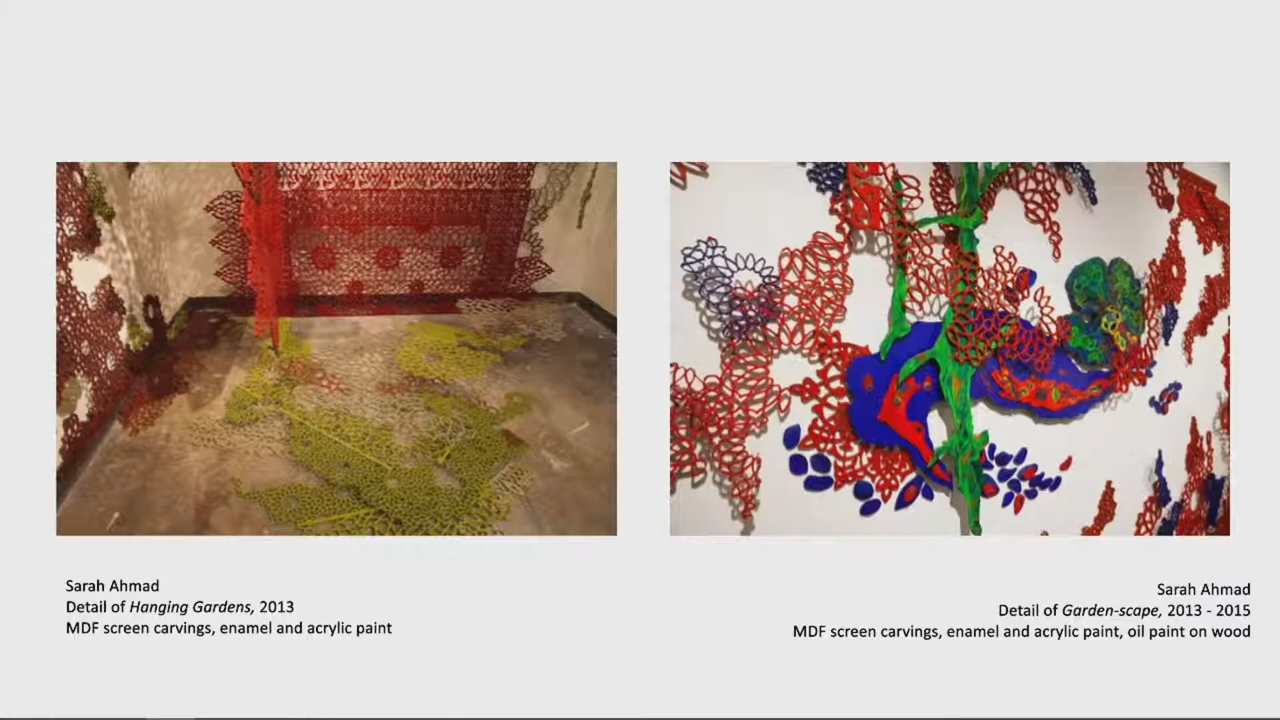 Sarah Ahmad
Detail of Hanging Gardens, 2013
MDF screen carvings, enamel and acrylic paint
Sarah Ahmad
Detail of Garden-scape, 2013 - 2015
MDF screen carvings, enamel and acrylic paint, oil paint on wood